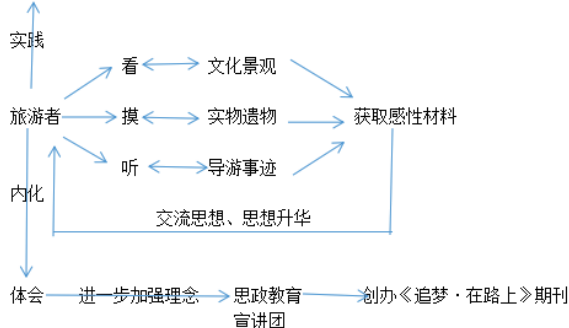 实践
看
文化景观
旅游者
摸
实物遗物
获取感性材料
听
导游事迹
内化
交流思想、思想升华
体会
进一步加强理念
思政教育
宣讲团
创办《追梦·在路上》期刊